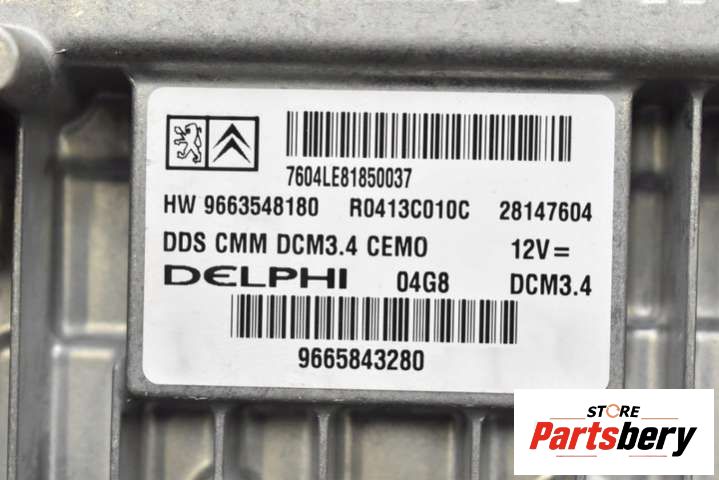 7604LE81850037
HW 9663548180 R0413C010C 28147604
DDS CMM DCM3.4 CEMO 12V=
DELPHI 04G8 DCM3.4
9665843280
STORE
Partsbery